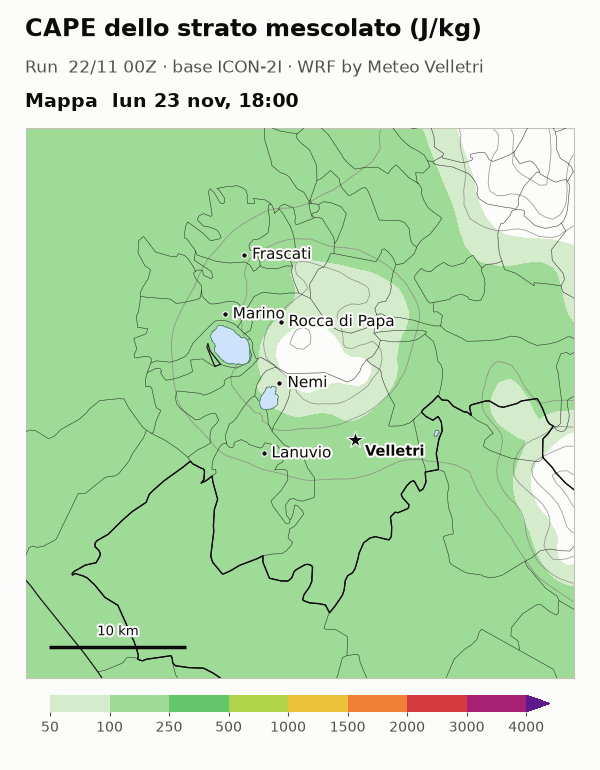 CAPE dello strato mescolato (J/kg)
Run  22/11 00Z · base ICON-2I · WRF by Meteo Velletri
Mappa  lun 23 nov, 18:00
Frascati
Marino
Rocca di Papa
Nemi
Velletri
Lanuvio
10 km
50 100 250 500 1000 1500 2000 3000 4000